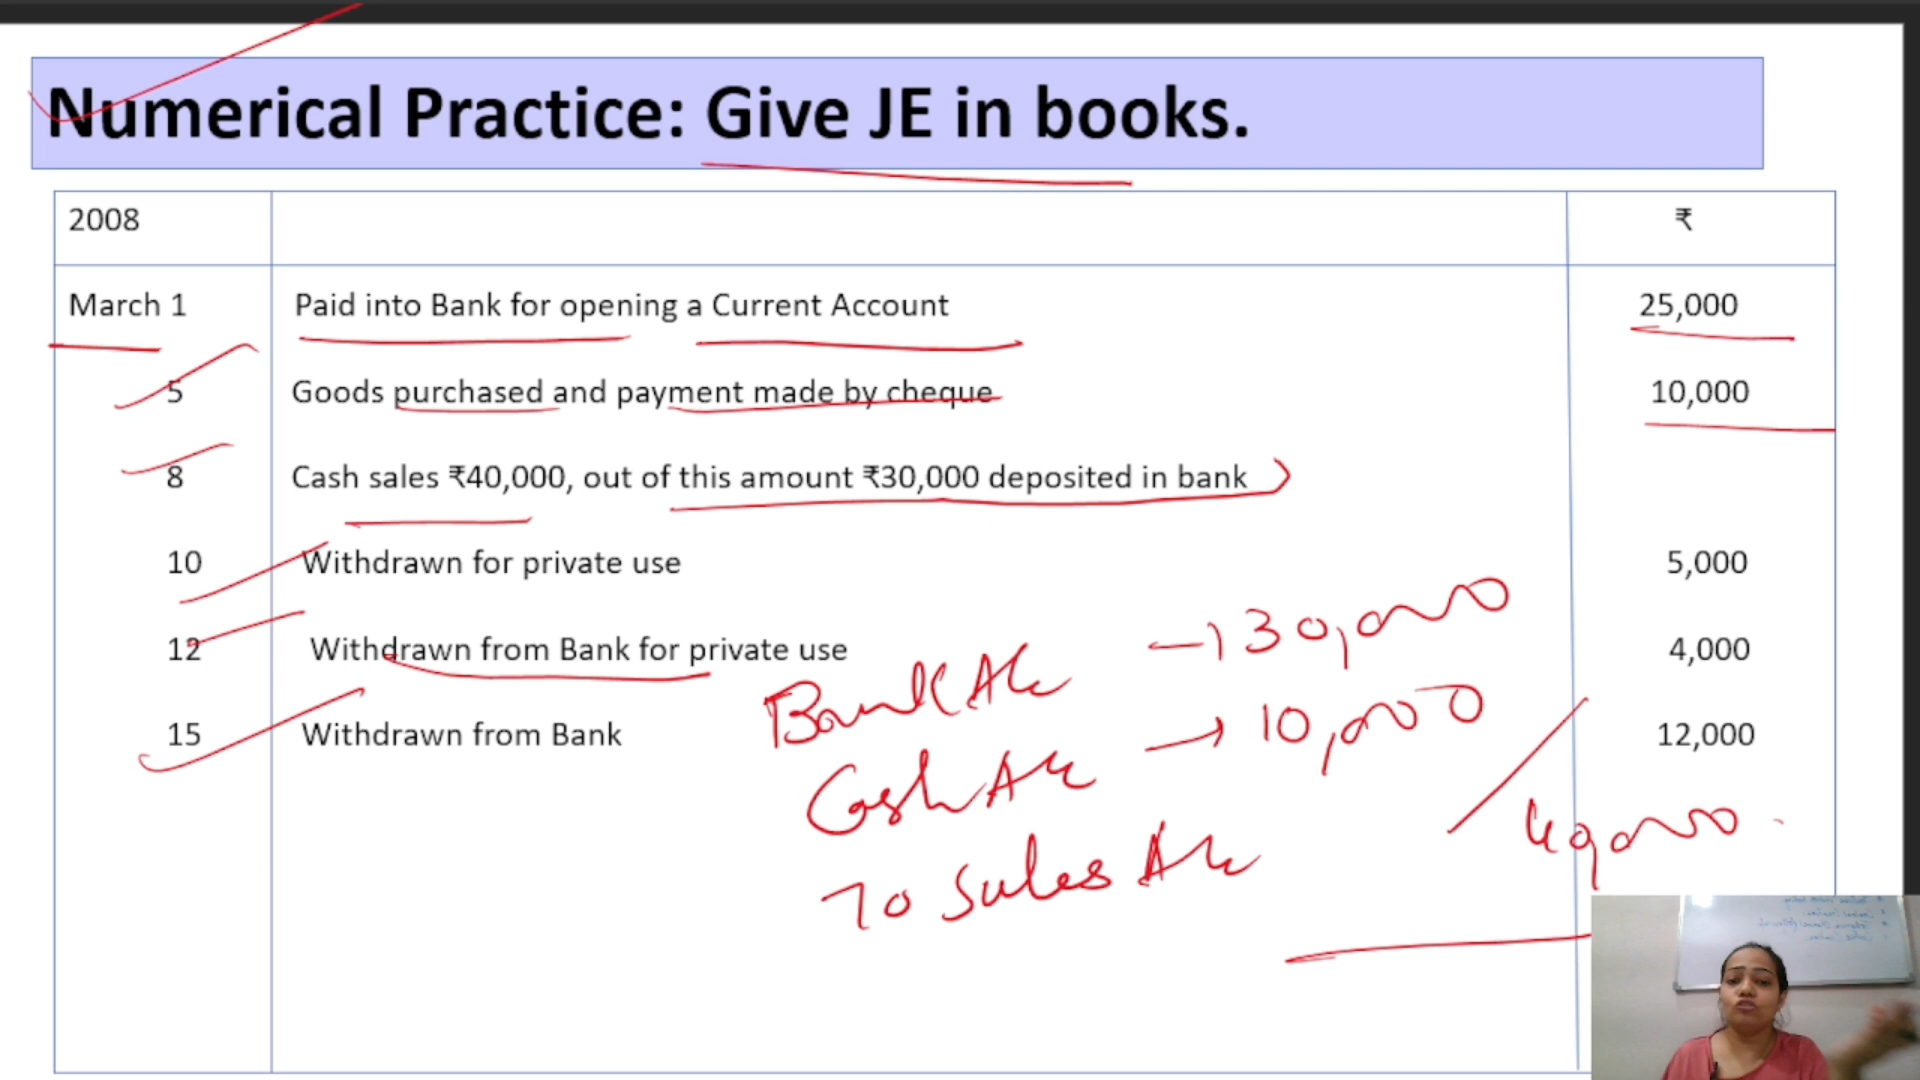 Numerical Practice: Give JE in books.
2008 ₹
March 1 Paid into Bank for opening a Current Account 25,000
5 Goods purchased and payment made by cheque 10,000
8 Cash sales ₹40,000, out of this amount ₹30,000 deposited in bank
10 Withdrawn for private use 5,000
12 Withdrawn from Bank for private use 4,000
15 Withdrawn from Bank 12,000
Bank A/c → 30,000
Cash A/c → 10,000
To Sales A/c 40,000